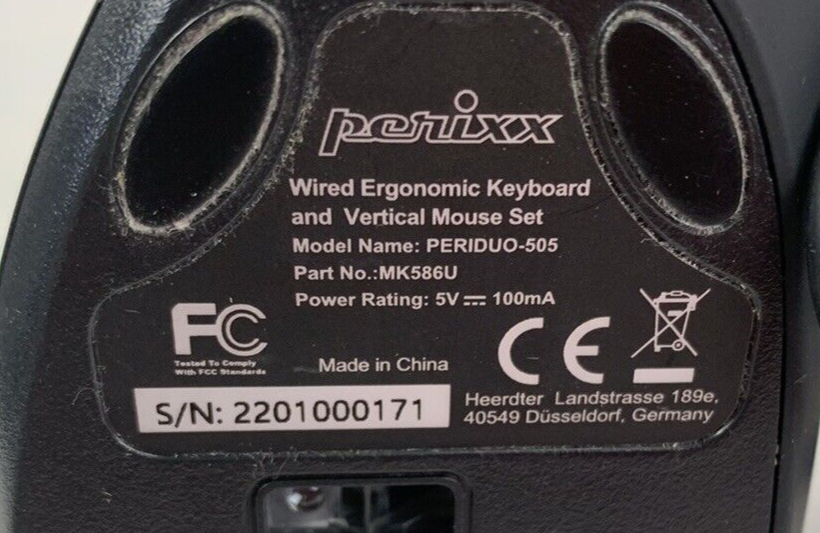 perixx
Wired Ergonomic Keyboard
and Vertical Mouse Set
Model Name: PERIDUO-505
Part No.:MK586U
Power Rating: 5V⎓100mA
FC
Tested To Comply
With FCC Standards
Made in China
CE
S/N: 2201000171
Heerdter Landstrasse 189e,
40549 Düsseldorf, Germany